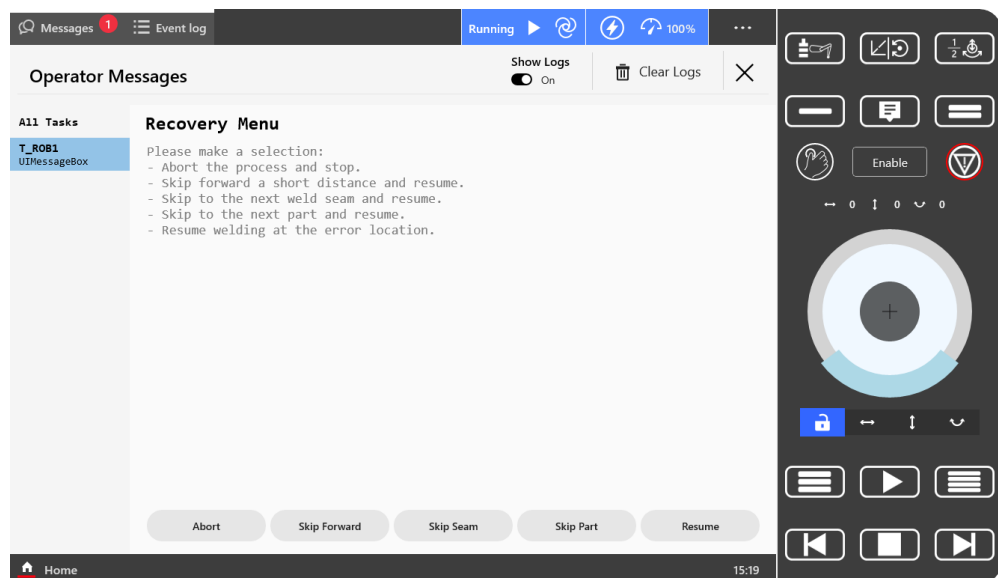 Messages 1 Event log Running 100% ...
Operator Messages Show Logs On Clear Logs
All Tasks
T_ROB1
UIMessageBox
Recovery Menu
Please make a selection:
- Abort the process and stop.
- Skip forward a short distance and resume.
- Skip to the next weld seam and resume.
- Skip to the next part and resume.
- Resume welding at the error location.
Abort Skip Forward Skip Seam Skip Part Resume
Home 15:19
1
2
Enable
0 0 0